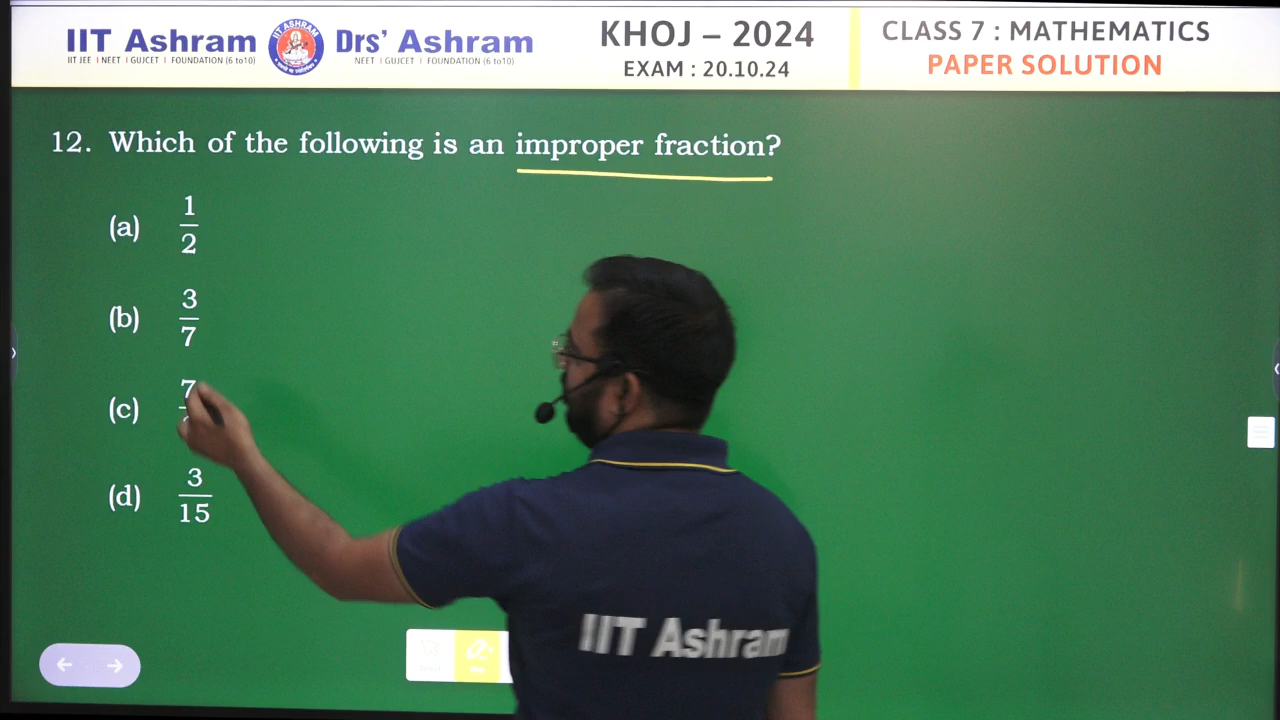 IIT Ashram
IIT JEE | NEET | GUJCET | FOUNDATION (6 to10)
IIT ASHRAM
Drs' Ashram
NEET | GUJCET | FOUNDATION (6 to10)
KHOJ – 2024
EXAM : 20.10.24
CLASS 7 : MATHEMATICS
PAPER SOLUTION
12. Which of the following is an improper fraction?
(a) 1/2
(b) 3/7
(c) 7
(d) 3/15
IIT Ashram